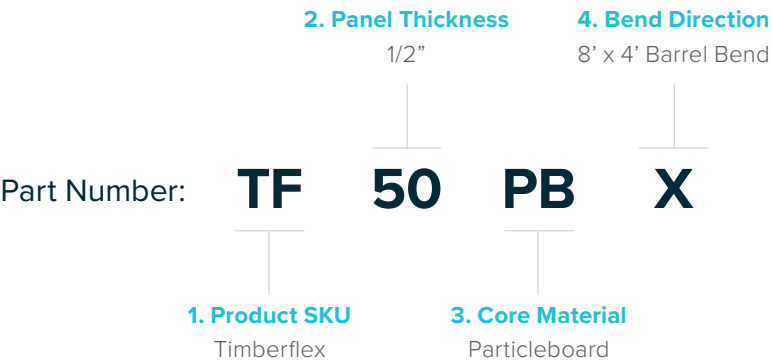 2. Panel Thickness
1/2”
4. Bend Direction
8’ x 4’ Barrel Bend
Part Number: TF 50 PB X
1. Product SKU
Timberflex
3. Core Material
Particleboard